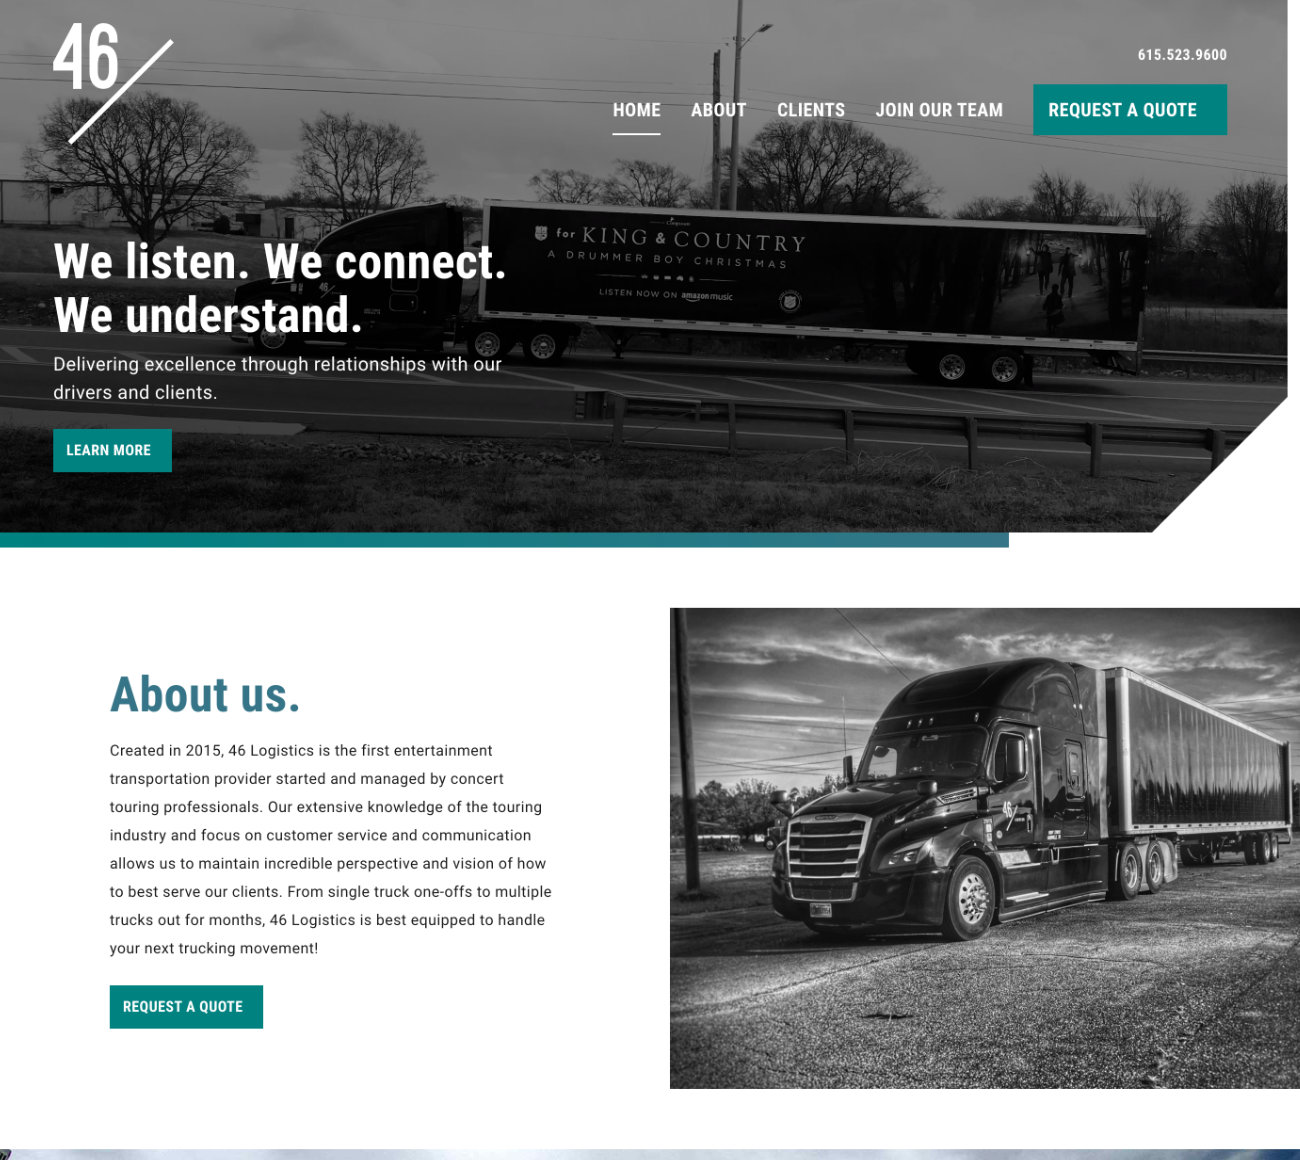 46
615.523.9600
HOME ABOUT CLIENTS JOIN OUR TEAM REQUEST A QUOTE
for KING & COUNTRY
A DRUMMER BOY CHRISTMAS
LISTEN NOW ON amazon music
46
We listen. We connect.
We understand.
Delivering excellence through relationships with our
drivers and clients.
LEARN MORE
About us.
Created in 2015, 46 Logistics is the first entertainment
transportation provider started and managed by concert
touring professionals. Our extensive knowledge of the touring
industry and focus on customer service and communication
allows us to maintain incredible perspective and vision of how
to best serve our clients. From single truck one-offs to multiple
trucks out for months, 46 Logistics is best equipped to handle
your next trucking movement!
REQUEST A QUOTE
46